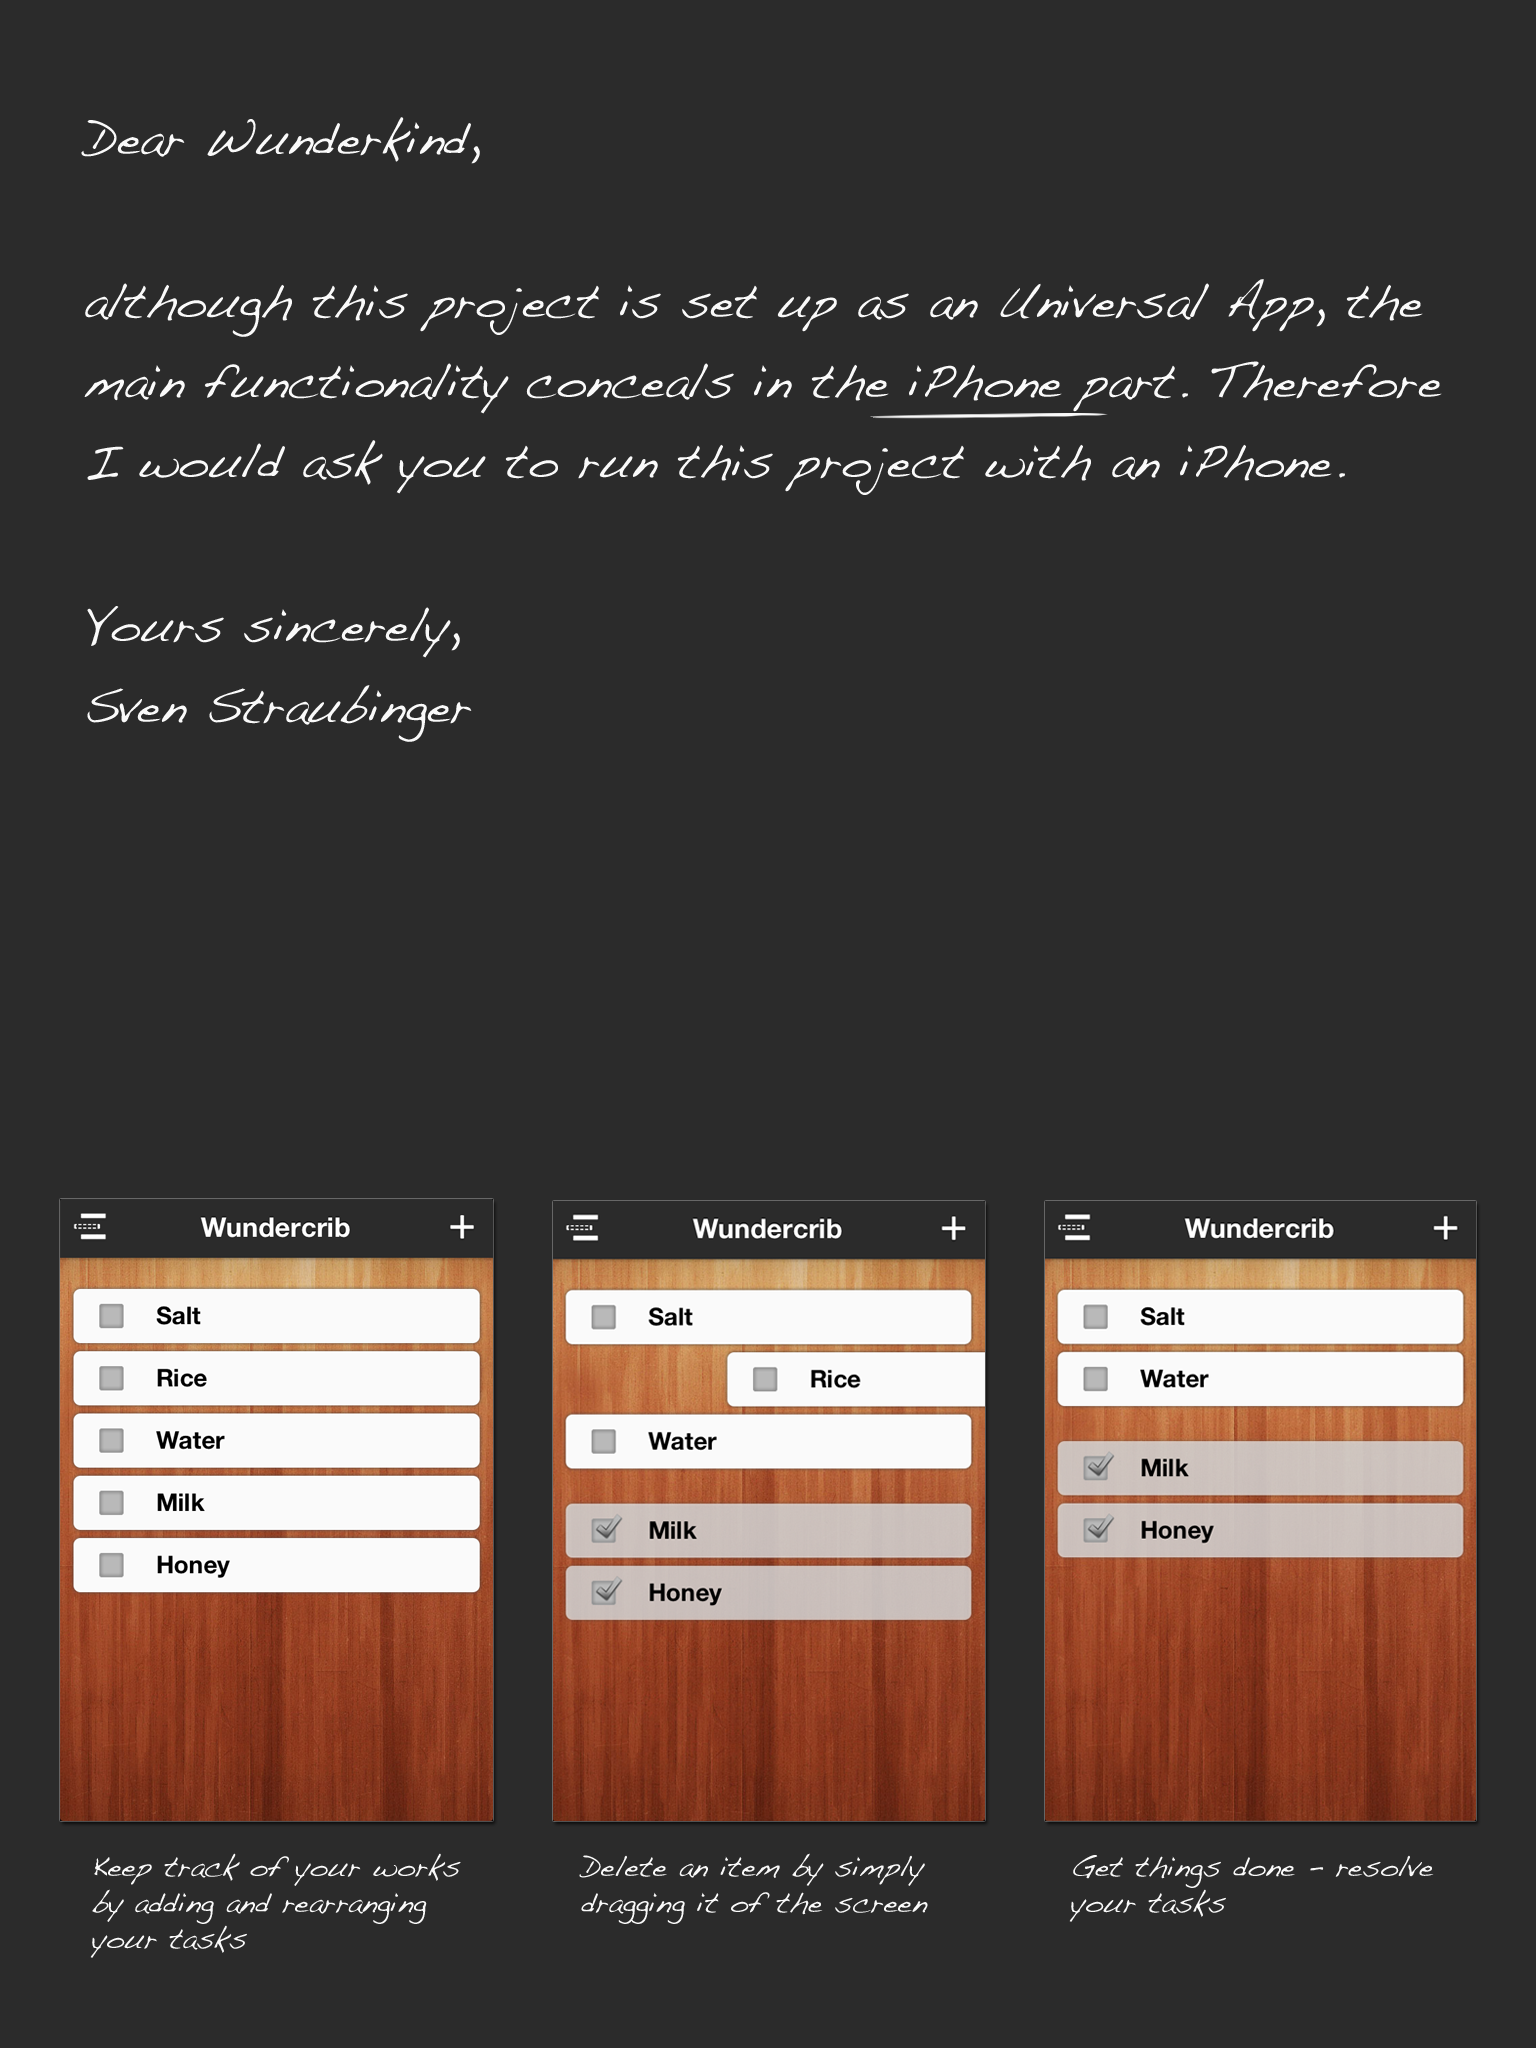 Dear Wunderkind,
although this project is set up as an Universal App, the
main functionality conceals in the iPhone part. Therefore
I would ask you to run this project with an iPhone.
Yours sincerely,
Sven Straubinger
Wundercrib
Salt
Rice
Water
Milk
Honey
Keep track of your works
by adding and rearranging
your tasks
Wundercrib
Salt
Rice
Water
Milk
Honey
Delete an item by simply
dragging it of the screen
Wundercrib
Salt
Water
Milk
Honey
Get things done - resolve
your tasks